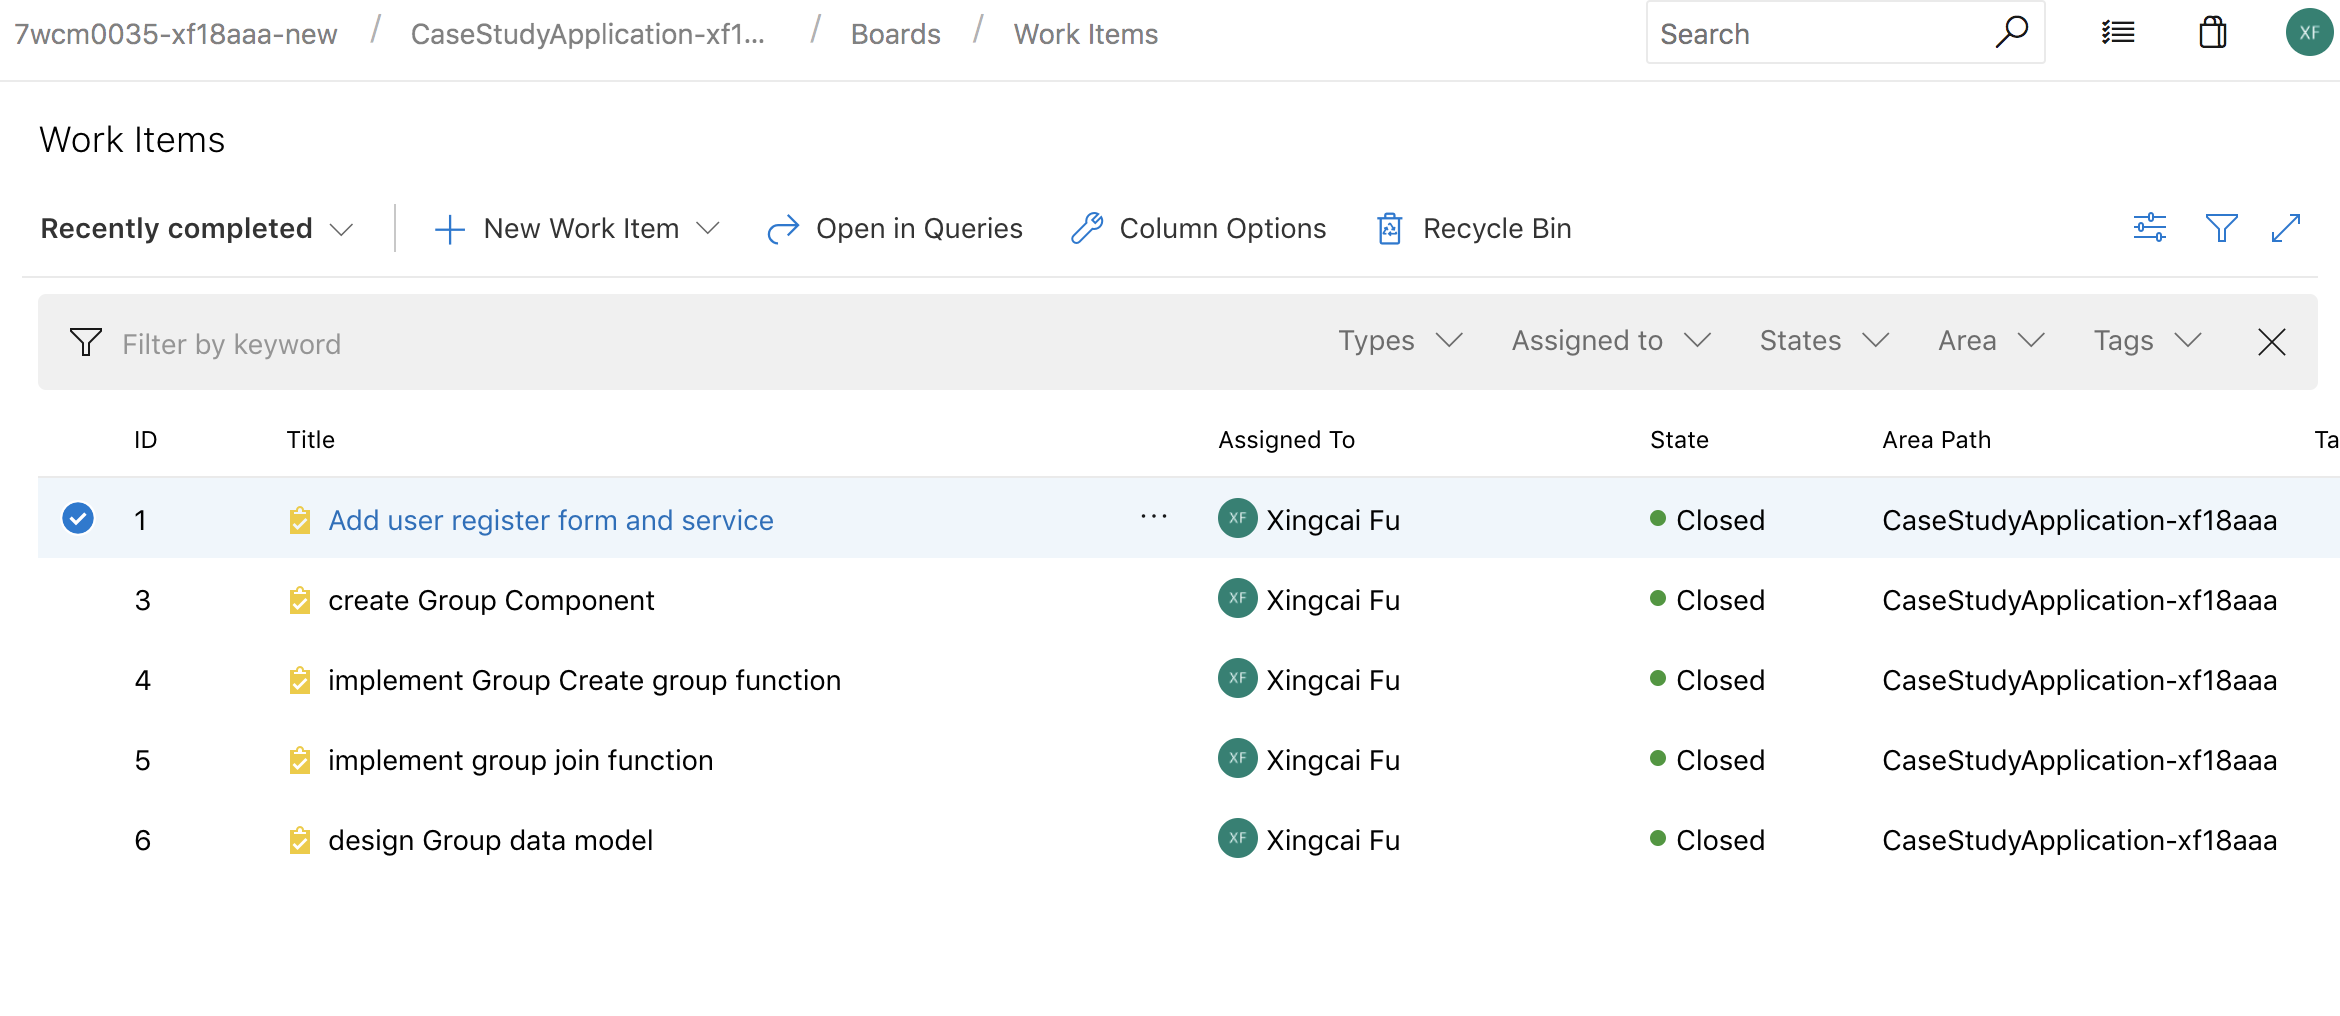 7wcm0035-xf18aaa-new / CaseStudyApplication-xf1... / Boards / Work Items Search XF
Work Items
Recently completed New Work Item Open in Queries Column Options Recycle Bin
Filter by keyword Types Assigned to States Area Tags
ID Title Assigned To State Area Path Ta
1 Add user register form and service ... XF Xingcai Fu Closed CaseStudyApplication-xf18aaa
3 create Group Component XF Xingcai Fu Closed CaseStudyApplication-xf18aaa
4 implement Group Create group function XF Xingcai Fu Closed CaseStudyApplication-xf18aaa
5 implement group join function XF Xingcai Fu Closed CaseStudyApplication-xf18aaa
6 design Group data model XF Xingcai Fu Closed CaseStudyApplication-xf18aaa